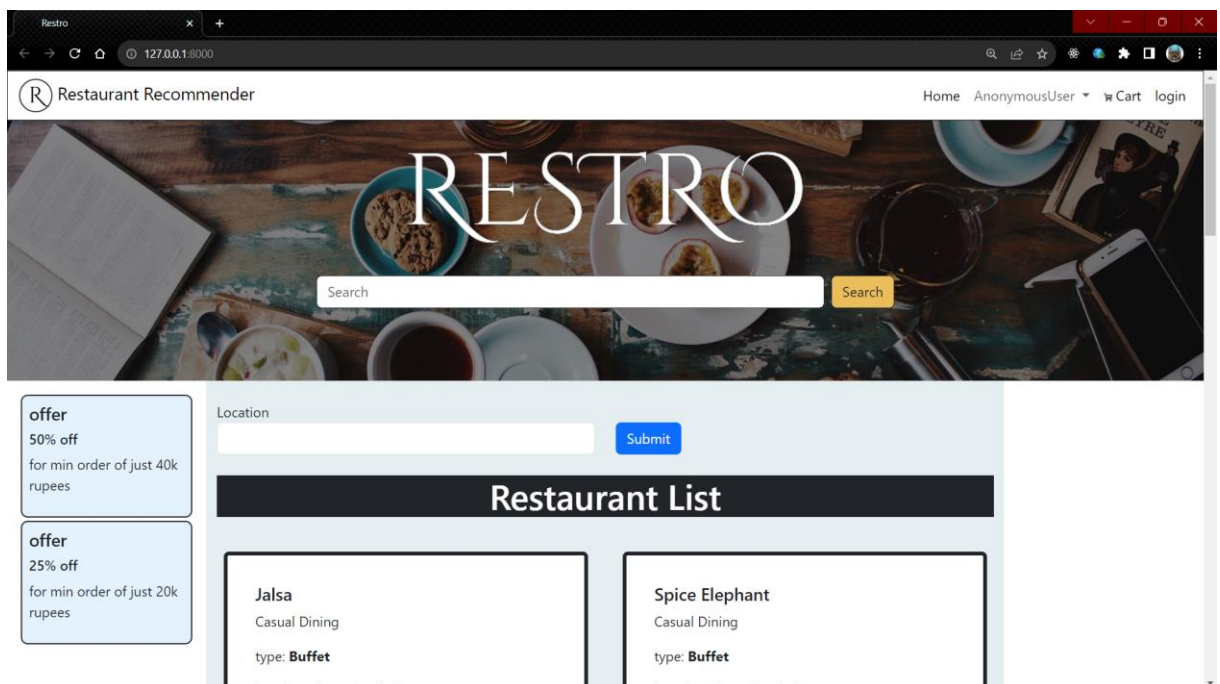 Restro
127.0.0.1:8000
R Restaurant Recommender
Home AnonymousUser Cart login
RESTRO
Search Search
offer
50% off
for min order of just 40k
rupees
offer
25% off
for min order of just 20k
rupees
Location
Submit
Restaurant List
Jalsa
Casual Dining
type: Buffet
Spice Elephant
Casual Dining
type: Buffet